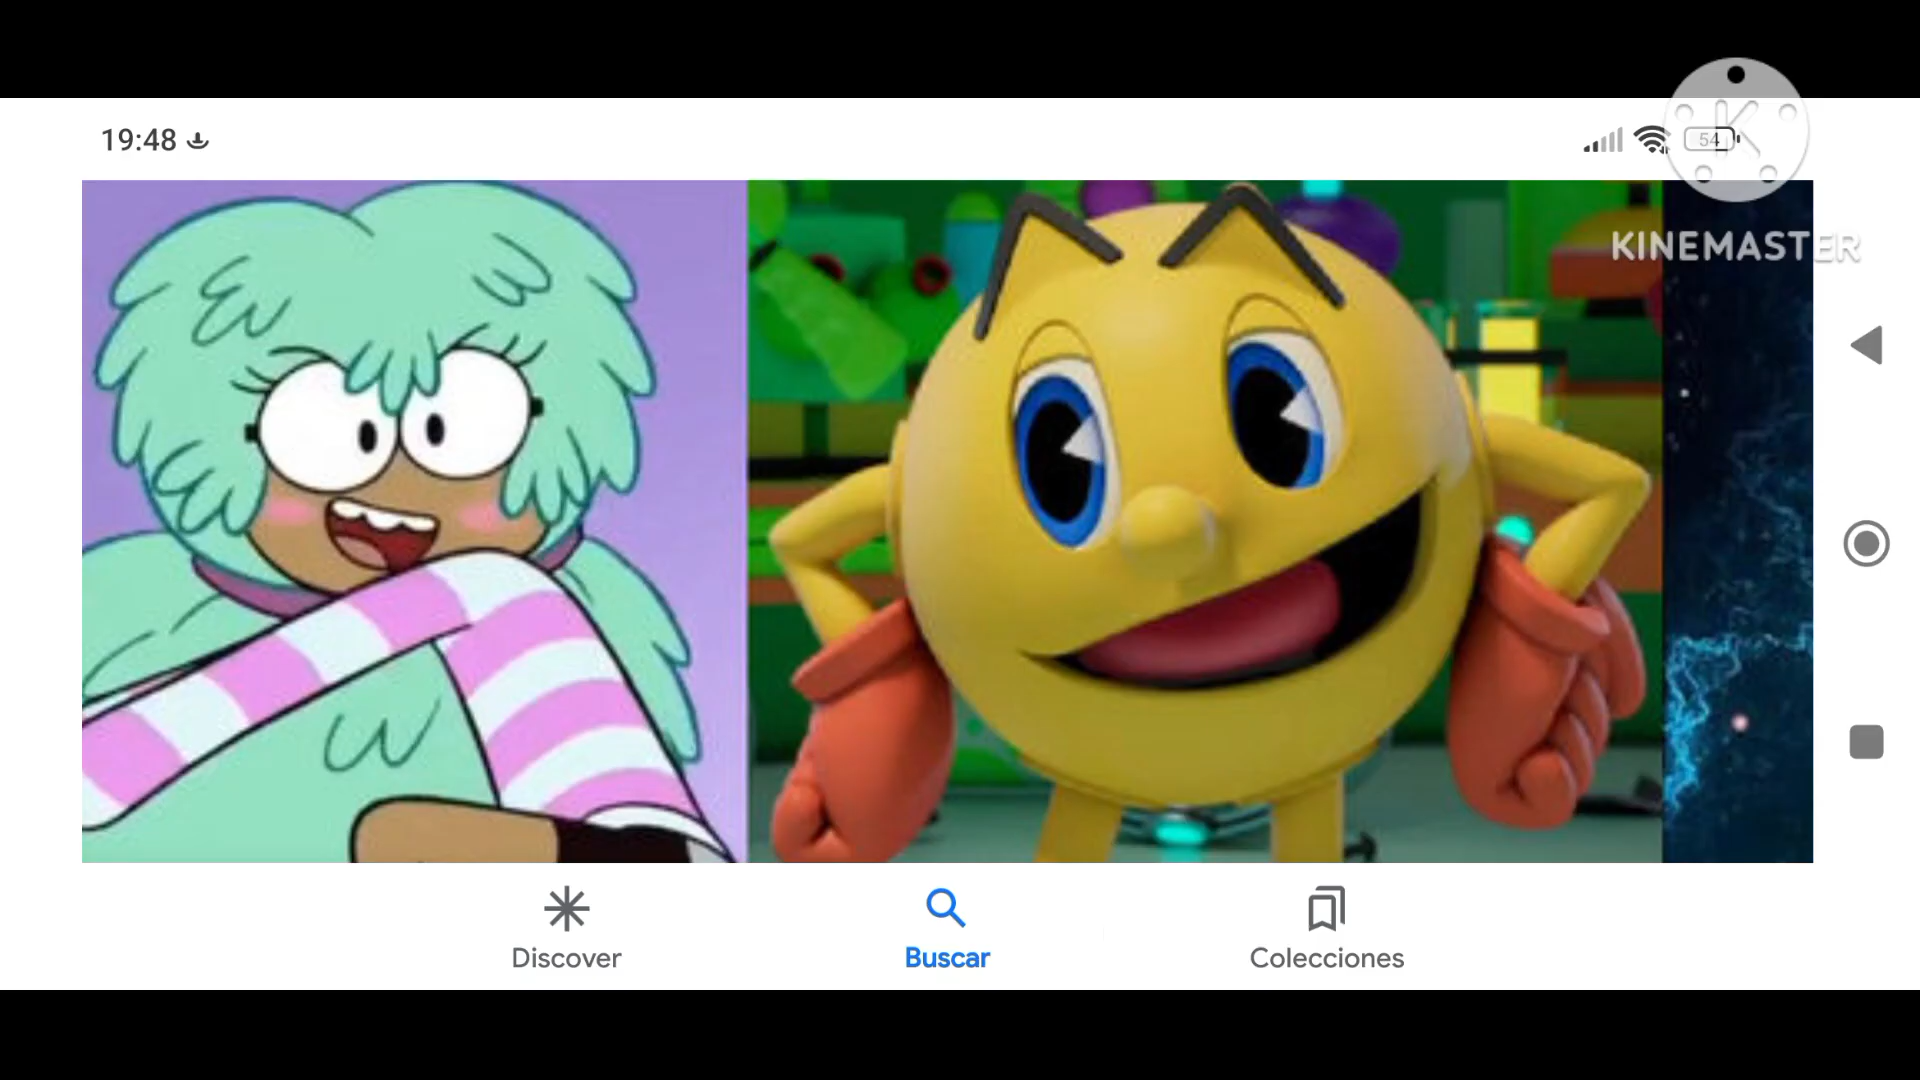 19:48
54
K
KINEMASTER
Discover
Buscar
Colecciones